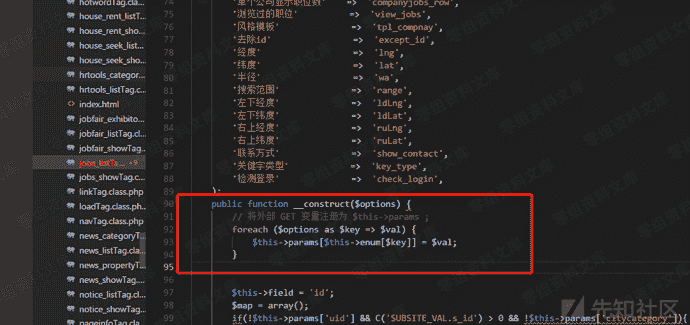 hotwordTag.class.php
house_rent_listT...
house_rent_sho...
house_seek_listT...
house_seek_sho...
hrtools_categor...
hrtools_listTag.cl...
index.html
jobfair_exhibito...
jobfair_listTag.cl...
jobfair_showTag...
+9
jobs_showTag.c...
linkTag.class.php
loadTag.class.php
navTag.class.php
news_categoryT...
news_listTag.clas...
news_propertyT...
news_showTag.c...
notice_listTag.cl...
notice_showTag...
pageinfoTag.cl...
74 '单个公司显示职位数' => 'companyjobs_row',
75 '浏览过的职位' => 'view_jobs',
76 '风格模板' => 'tpl_compnay',
77 '去除id' => 'except_id',
78 '经度' => 'lng',
79 '纬度' => 'lat',
80 '半径' => 'wa',
81 '搜索范围' => 'range',
82 '左下经度' => 'ldLng',
83 '左下纬度' => 'ldLat',
84 '右上经度' => 'ruLng',
85 '右上纬度' => 'ruLat',
86 '联系方式' => 'show_contact',
87 '关键字类型' => 'key_type',
88 '检测登录' => 'check_login',
89 );
90 public function __construct($options) {
91 // 将外部 GET 变量注册为 $this->params ;
92 foreach ($options as $key => $val) {
93 $this->params[$this->enum[$key]] = $val;
94 }
95
96
97 $this->field = 'id';
98 $map = array();
99 if(!$this->params['uid'] && C('SUBSITE_VAL.s_id') > 0 && !$this->params['citycategory']){
先知社区